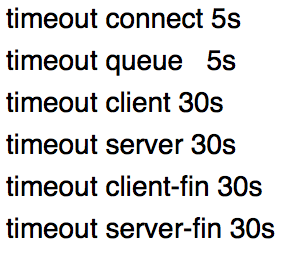 timeout connect 5s
timeout queue   5s
timeout client 30s
timeout server 30s
timeout client-fin 30s
timeout server-fin 30s